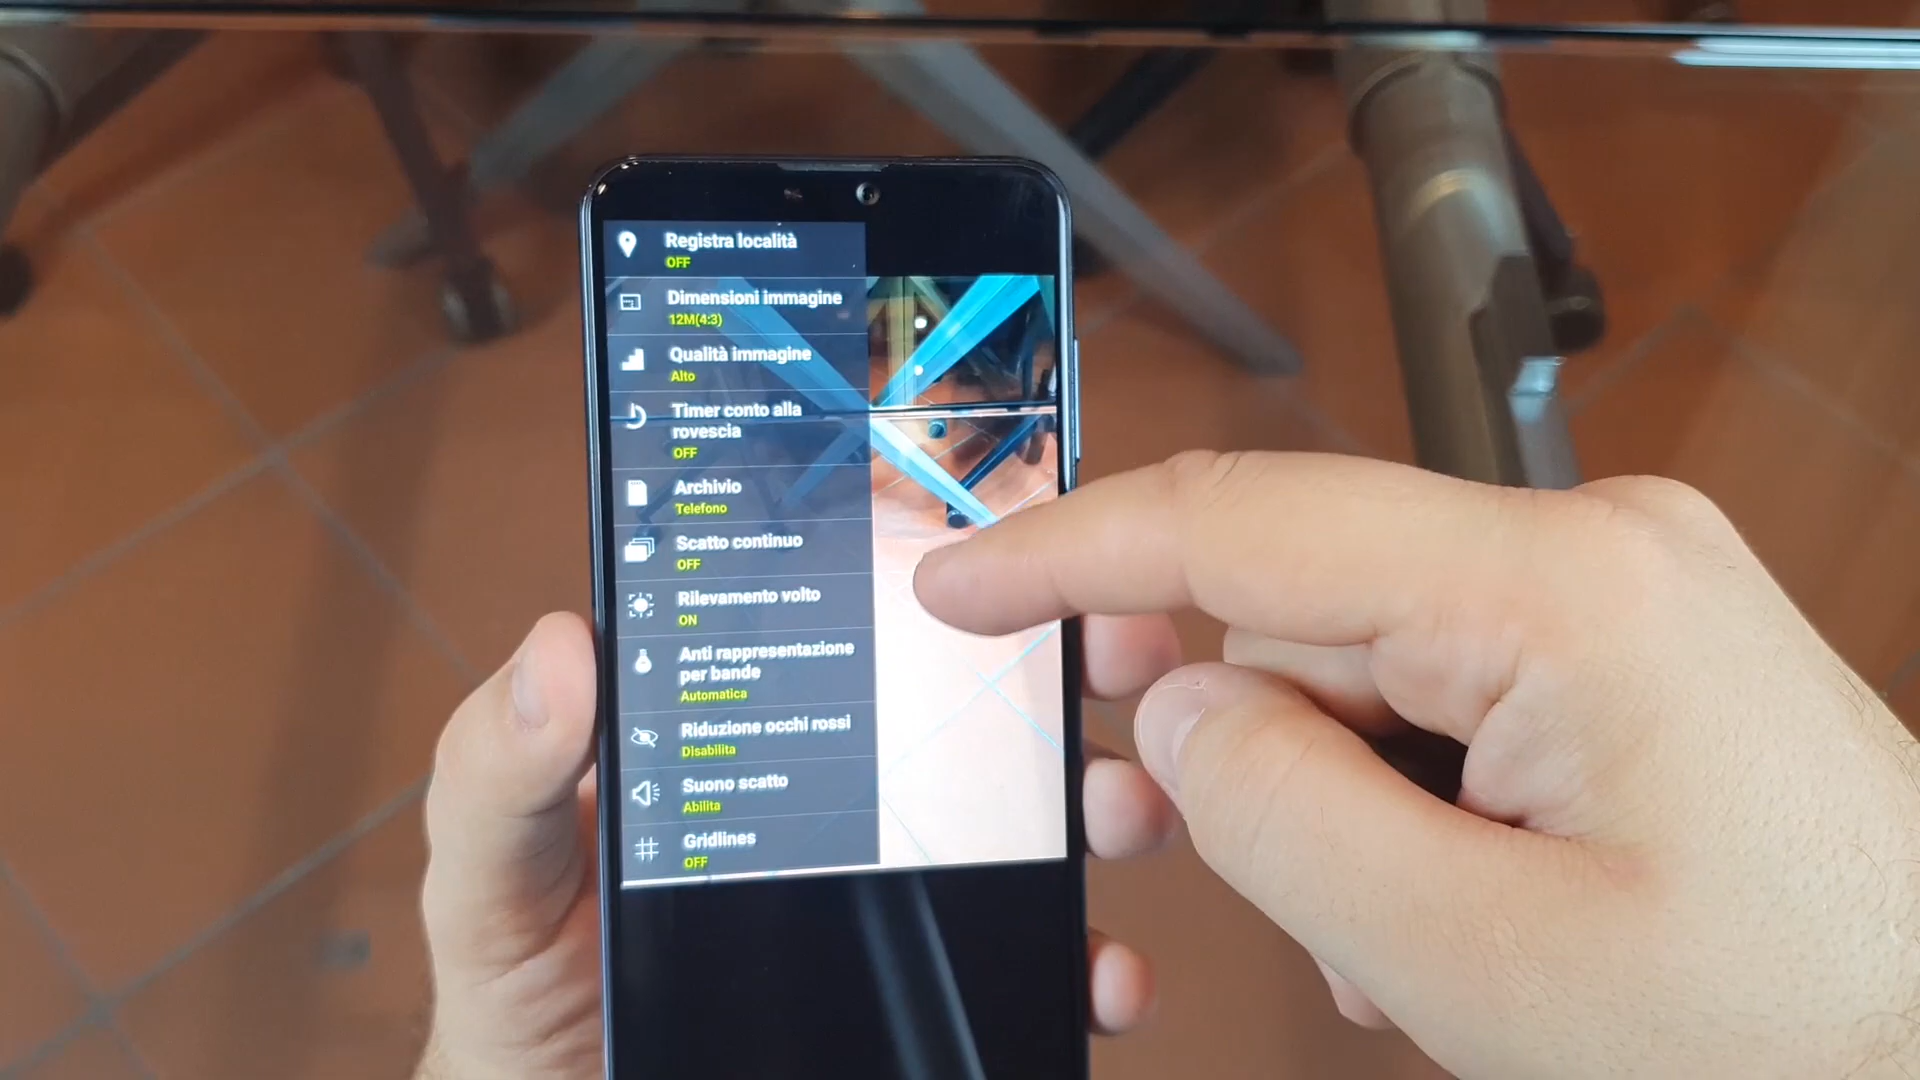 Registra località
OFF
Dimensioni immagine
12M(4:3)
Qualità immagine
Alto
Timer conto alla
rovescia
OFF
Archivio
Telefono
Scatto continuo
OFF
Rilevamento volto
ON
Anti rappresentazione
per bande
Automatica
Riduzione occhi rossi
Disabilita
Suono scatto
Abilita
Gridlines
OFF